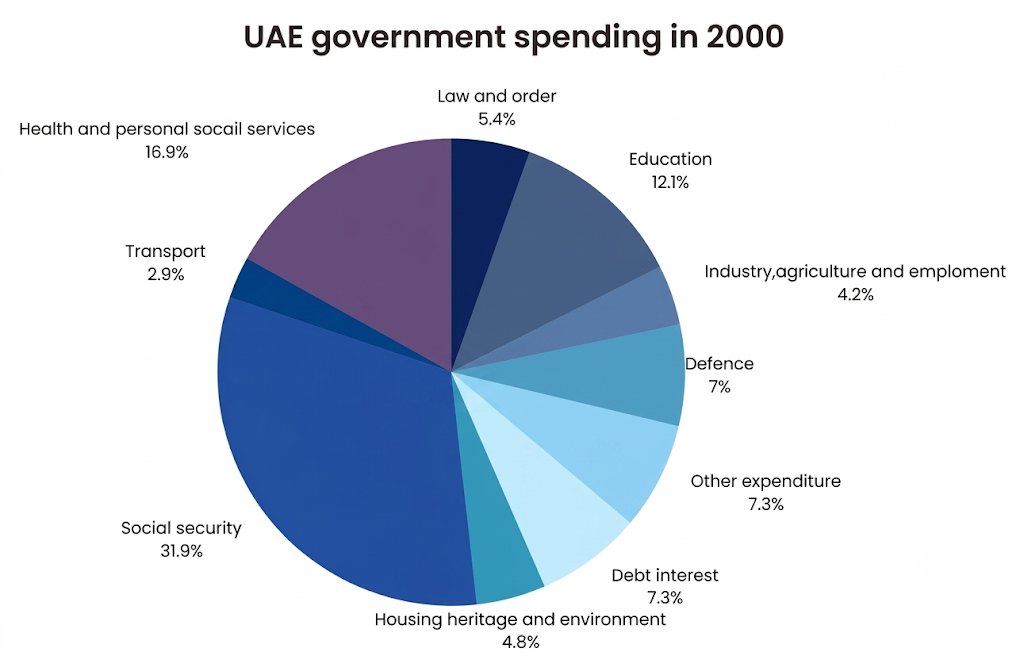 UAE government spending in 2000
Law and order
5.4%
Health and personal socail services
16.9%
Education
12.1%
Transport
2.9%
Industry,agriculture and emploment
4.2%
Defence
7%
Other expenditure
7.3%
Social security
31.9%
Debt interest
7.3%
Housing heritage and environment
4.8%